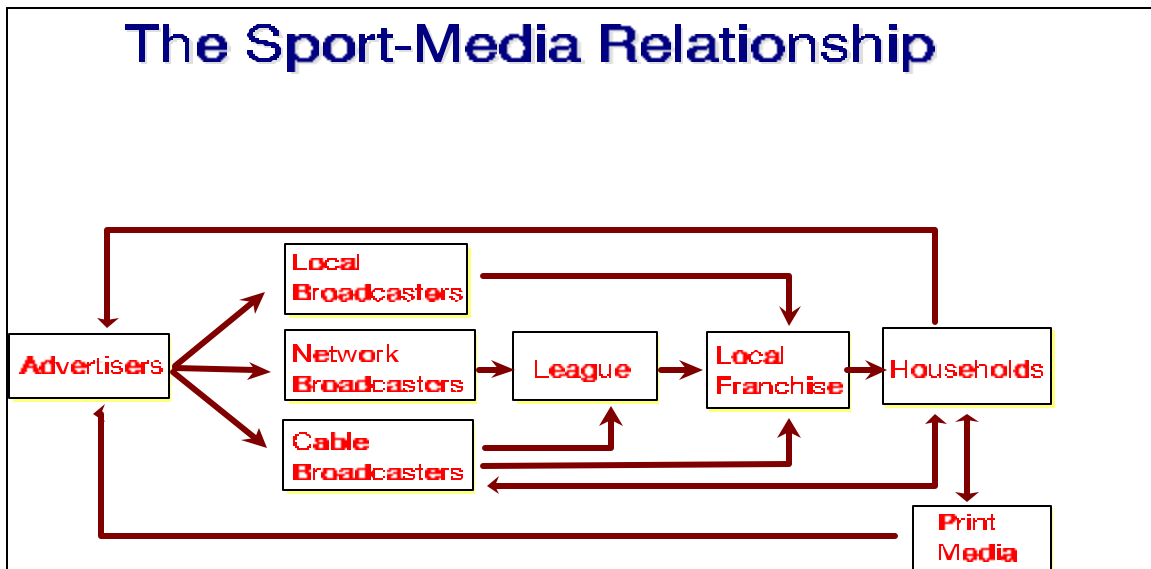 The Sport-Media Relationship
Local
Broadcasters
Advertisers
Network
Broadcasters
League
Local
Franchise
Households
Cable
Broadcasters
Print
Media